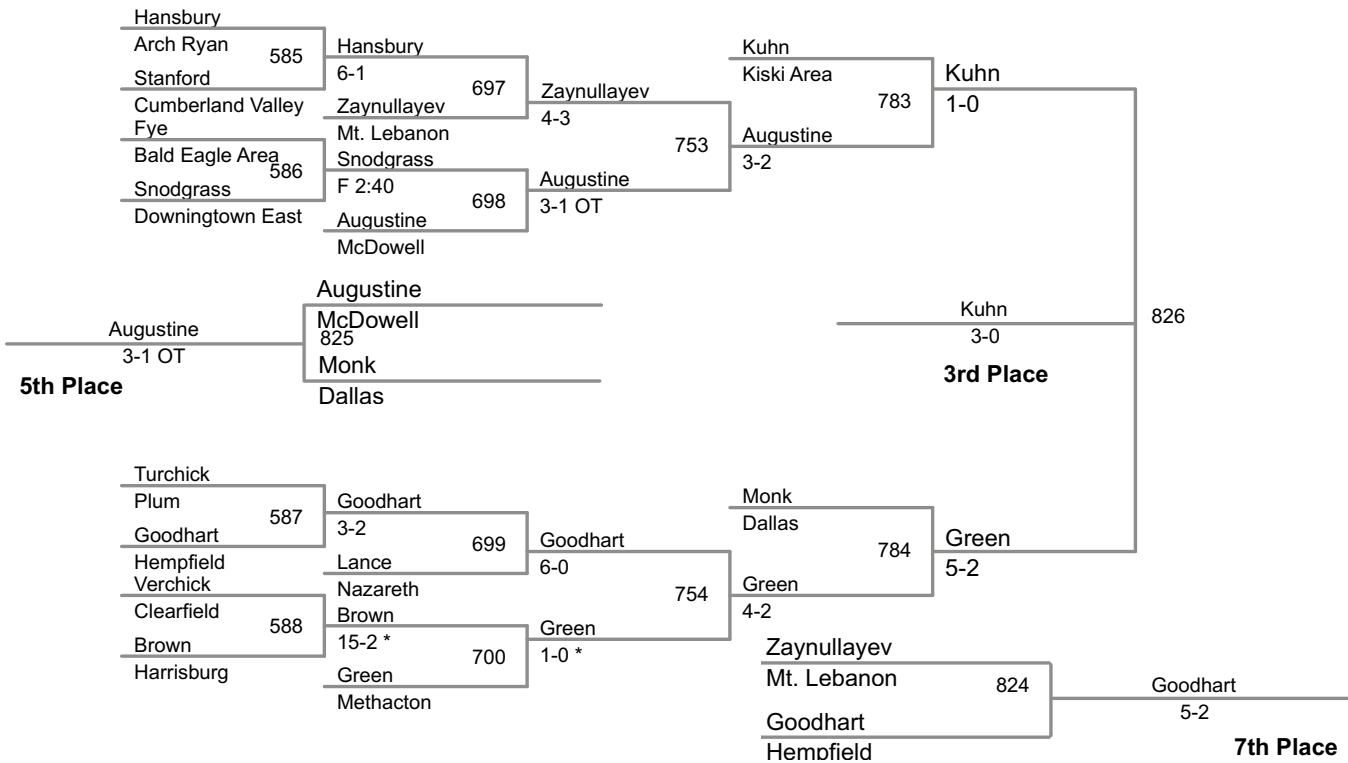 Hansbury
Arch Ryan
585
Stanford
Cumberland Valley
Hansbury
6-1
697
Zaynullayev
Mt. Lebanon
Fye
Bald Eagle Area
586
Snodgrass
Downingtown East
Snodgrass
F 2:40
698
Augustine
McDowell
Zaynullayev
4-3
753
Augustine
3-1 OT
Kuhn
Kiski Area
783
Augustine
3-2
Kuhn
1-0
Augustine
McDowell
825
Monk
Dallas
Augustine
3-1 OT
5th Place
Kuhn
3-0
3rd Place
826
Turchick
Plum
587
Goodhart
Hempfield
Goodhart
3-2
699
Lance
Nazareth
Verchick
Clearfield
588
Brown
Harrisburg
Brown
15-2 *
700
Green
Methacton
Goodhart
6-0
754
Green
1-0 *
Monk
Dallas
784
Green
4-2
Green
5-2
Zaynullayev
Mt. Lebanon
824
Goodhart
Hempfield
Goodhart
5-2
7th Place